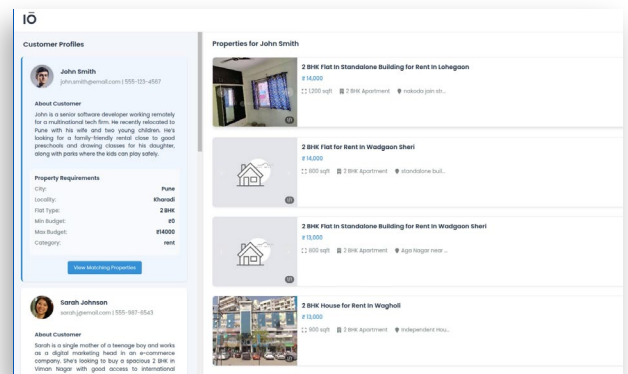 IO
Customer Profiles
John Smith
john.smith@email.com | 555-123-4567
About Customer
John is a senior software developer working remotely
for a multinational tech firm. He recently relocated to
Pune with his wife and two young children. He's
looking for a family-friendly rental close to good
preschools and drawing classes for his daughter,
along with parks where the kids can play safely.
Property Requirements
City: Pune
Locality: Kharadi
Flat Type: 2 BHK
Min Budget: ₹0
Max Budget: ₹14000
Category: rent
View Matching Properties
Sarah Johnson
sarah.j@email.com | 555-987-6543
About Customer
Sarah is a single mother of a teenage boy and works
as a digital marketing head in an e-commerce
company. She's looking to buy a spacious 2 BHK in
Viman Nagar with good access to international
Properties for John Smith
2 BHK Flat In Standalone Building for Rent In Lohegaon
₹ 14,000
1,200 sqft 2 BHK Apartment nakoda join str...
1/1
2 BHK Flat for Rent In Wadgaon Sheri
₹ 14,000
600 sqft 2 BHK Apartment standalone buil...
1/1
2 BHK Flat In Standalone Building for Rent In Wadgaon Sheri
₹ 13,000
800 sqft 2 BHK Apartment Aga Nagar near ...
1/1
2 BHK House for Rent In Wagholi
₹ 13,000
900 sqft 2 BHK Apartment Independent Hou...